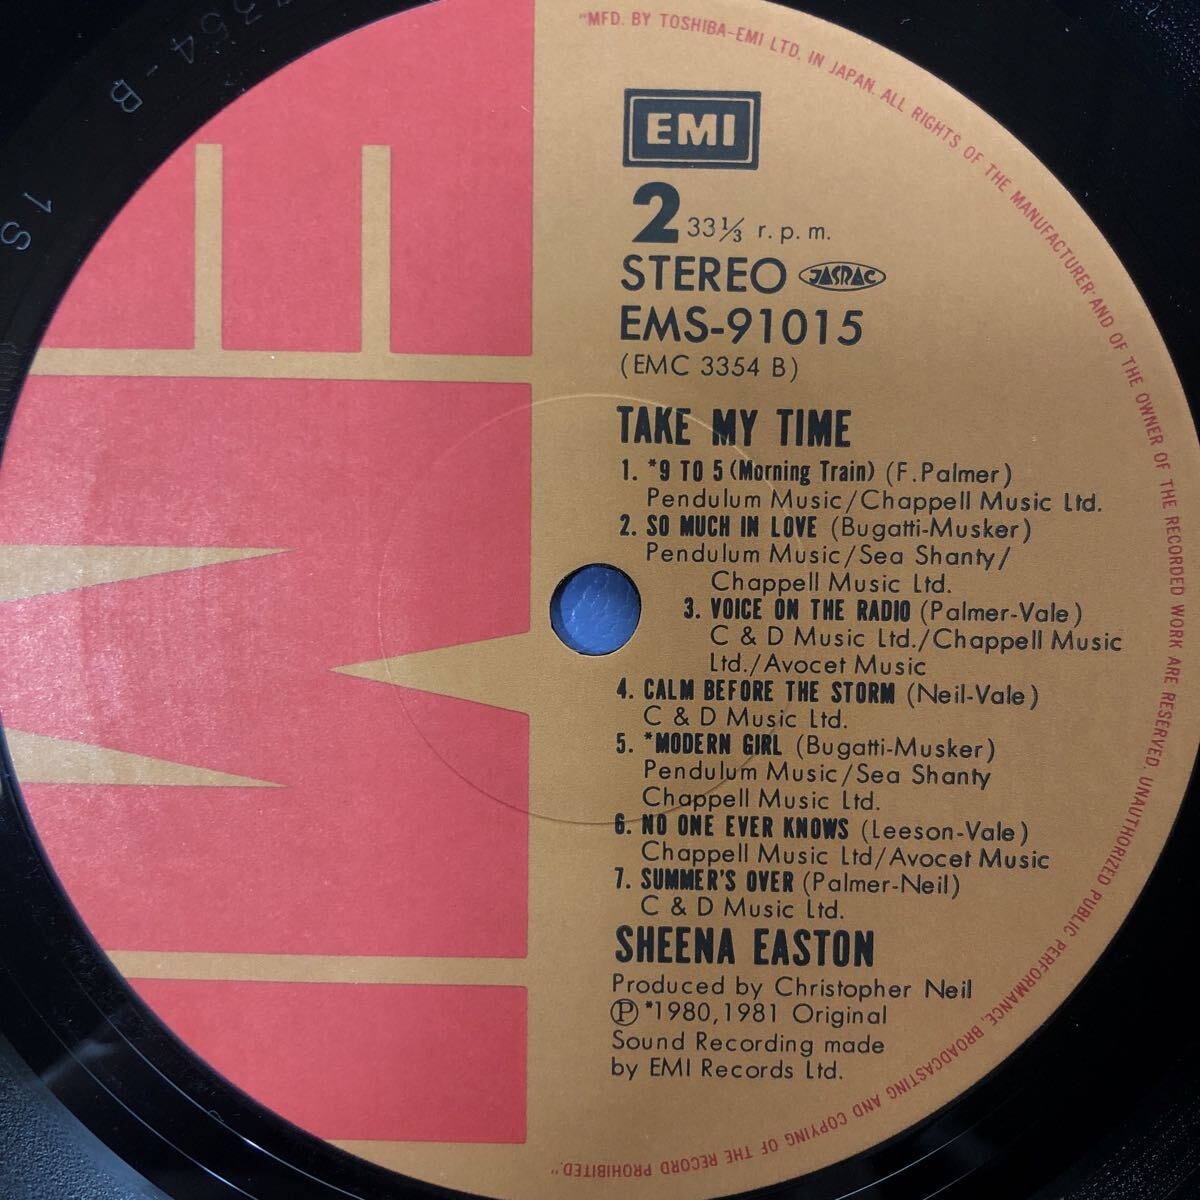 "MFD. BY TOSHIBA-EMI LTD. IN JAPAN. ALL RIGHTS OF THE MANUFACTURER AND OF THE OWNER OF THE RECORDED WORK ARE RESERVED. UNAUTHORIZED PUBLIC PERFORMANCE, BROADCASTING AND COPYING OF THE RECORD PROHIBITED."
EMI
2 33 1/3 r.p.m.
STEREO JASRAC
EMS-91015
(EMC 3354 B)
TAKE MY TIME
1. *9 TO 5 (Morning Train) (F.Palmer)
Pendulum Music/Chappell Music Ltd.
2. SO MUCH IN LOVE (Bugatti-Musker)
Pendulum Music/Sea Shanty/
Chappell Music Ltd.
3. VOICE ON THE RADIO (Palmer-Vale)
C & D Music Ltd./Chappell Music
Ltd./Avocet Music
4. CALM BEFORE THE STORM (Neil-Vale)
C & D Music Ltd.
5. *MODERN GIRL (Bugatti-Musker)
Pendulum Music/Sea Shanty
Chappell Music Ltd.
6. NO ONE EVER KNOWS (Leeson-Vale)
Chappell Music Ltd/Avocet Music
7. SUMMER'S OVER (Palmer-Neil)
C & D Music Ltd.
SHEENA EASTON
Produced by Christopher Neil
Ⓟ *1980,1981 Original
Sound Recording made
by EMI Records Ltd.
354-B
1S